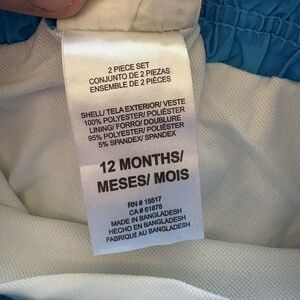 2 PIECE SET
CONJUNTO DE 2 PIEZAS
ENSEMBLE DE 2 PIÈCES
SHELL/ TELA EXTERIOR/ VESTE
100% POLYESTER/ POLIÉSTER
LINING/ FORRO/ DOUBLURE
95% POLYESTER/ POLIÉSTER
5% SPANDEX/ SPANDEX
12 MONTHS/
MESES/ MOIS
RN # 15517
CA # 61878
MADE IN BANGLADESH
HECHO EN BANGLADESH
FABRIQUÉ AU BANGLADESH